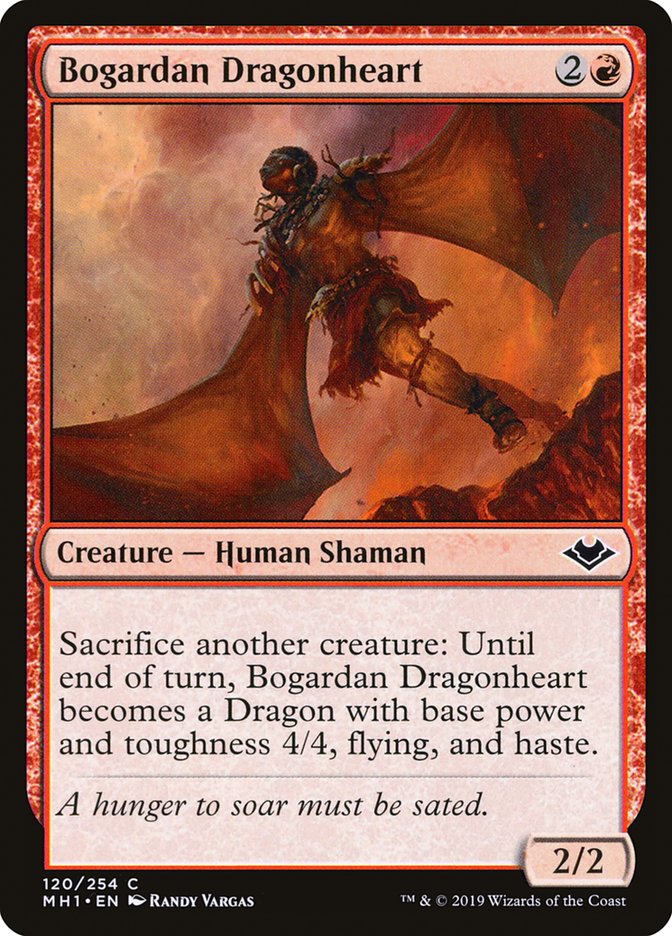 Bogardan Dragonheart 2
Creature — Human Shaman
Sacrifice another creature: Until
end of turn, Bogardan Dragonheart
becomes a Dragon with base power
and toughness 4/4, flying, and haste.
A hunger to soar must be sated.
2/2
120/254 C
MH1 • EN Randy Vargas
™ & © 2019 Wizards of the Coast